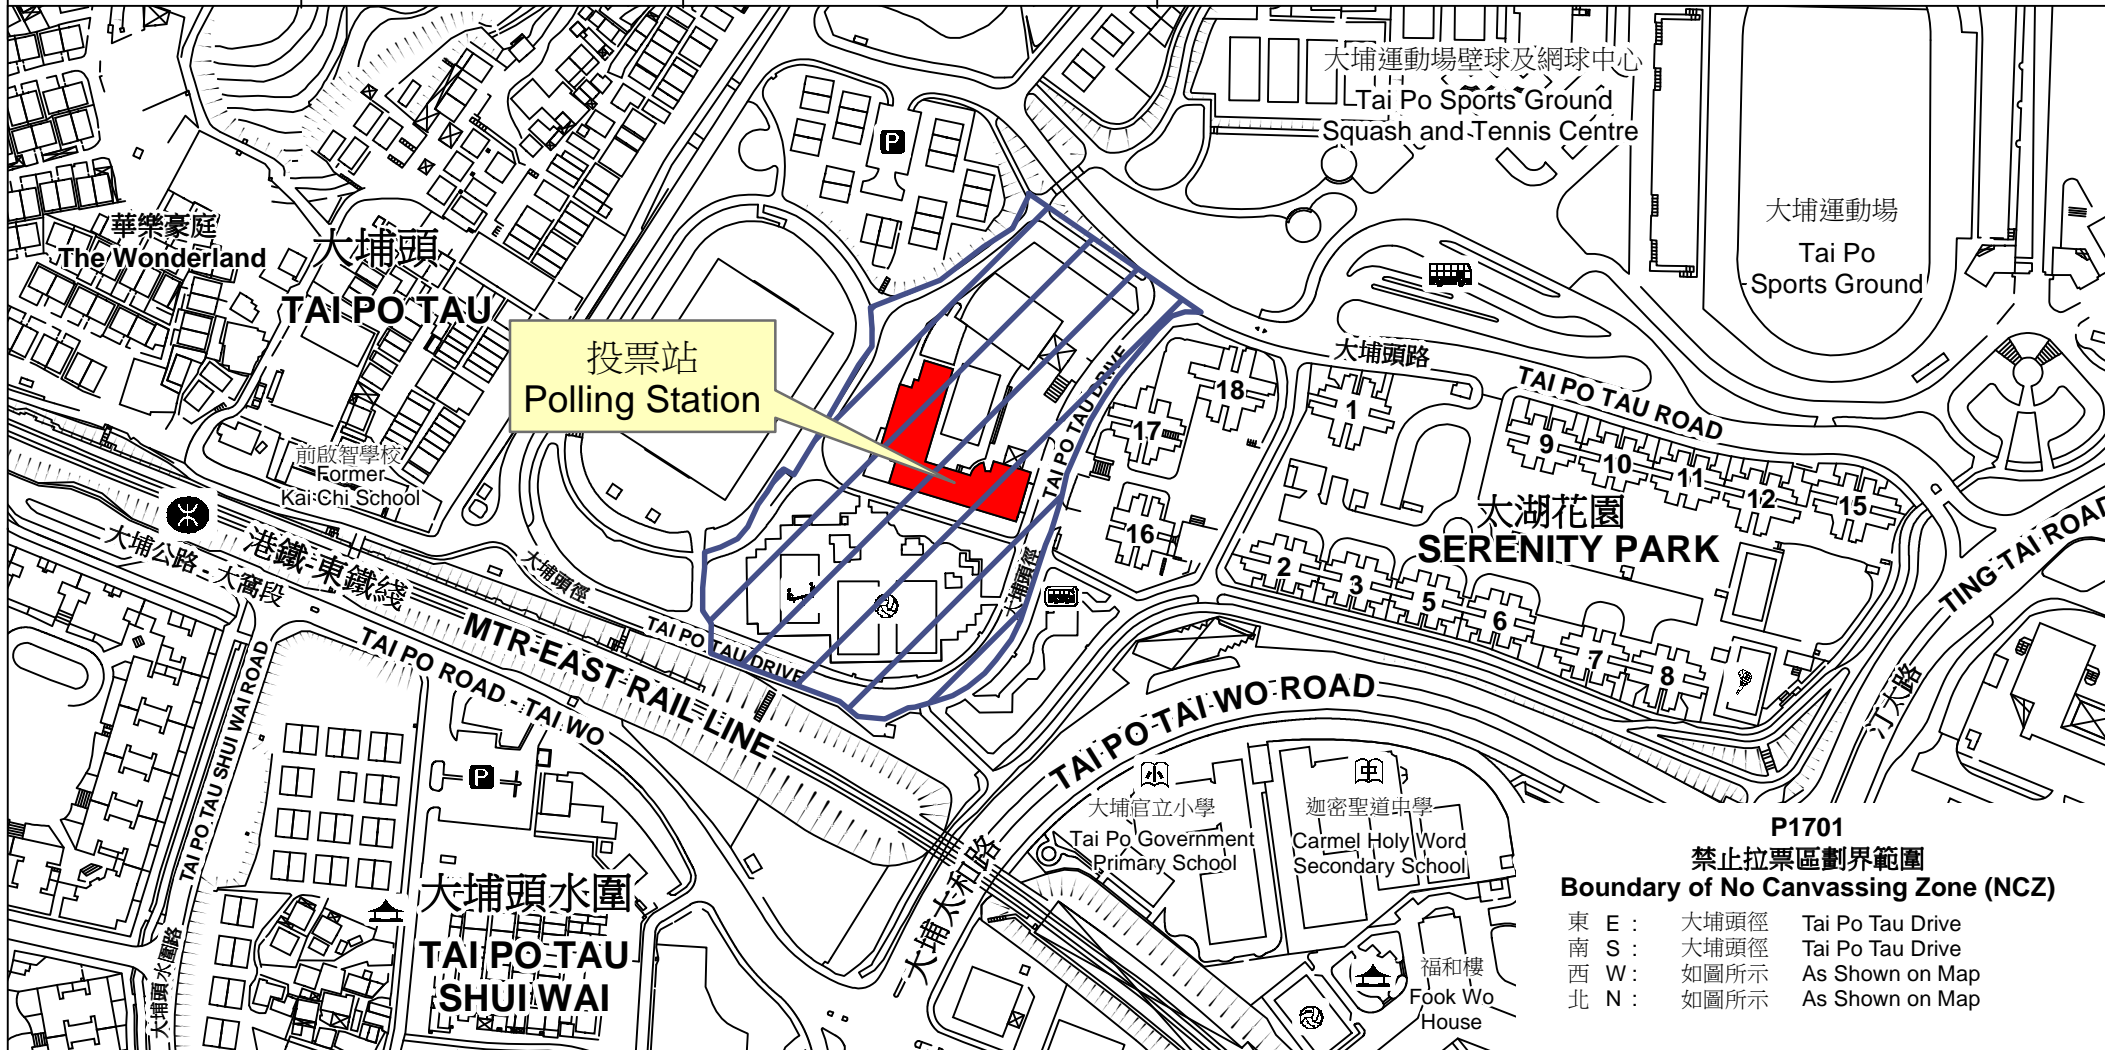 大埔運動場壁球及網球中心
Tai Po Sports Ground
Squash and Tennis Centre
P
大埔運動場
Tai Po
Sports Ground
華樂豪庭
The Wonderland
大埔頭
TAI PO TAU
投票站
Polling Station
大埔頭路
TAI PO TAU ROAD
TAI PO TAU DRIVE
18
17
16
1
9
10
11
12
15
太湖花園
SERENITY PARK
2
3
5
6
7
8
前啟智學校
Former
Kai Chi School
大埔公路 - 大窩段
港鐵-東鐵綫
MTR-EAST RAIL LINE
大埔頭徑
TAI PO TAU DRIVE
大埔頭徑
TAI PO ROAD - TAI WO
TING TAI ROAD
汀太路
TAI PO TAI WO ROAD
大埔太和路
TAI PO TAU SHUI WAI ROAD
大埔頭水圍路
P
大埔頭水圍
TAI PO TAU
SHUI WAI
小
大埔官立小學
Tai Po Government
Primary School
中
迦密聖道中學
Carmel Holy Word
Secondary School
福和樓
Fook Wo
House
P1701
禁止拉票區劃界範圍
Boundary of No Canvassing Zone (NCZ)
東 E : 大埔頭徑 Tai Po Tau Drive
南 S : 大埔頭徑 Tai Po Tau Drive
西 W : 如圖所示 As Shown on Map
北 N : 如圖所示 As Shown on Map